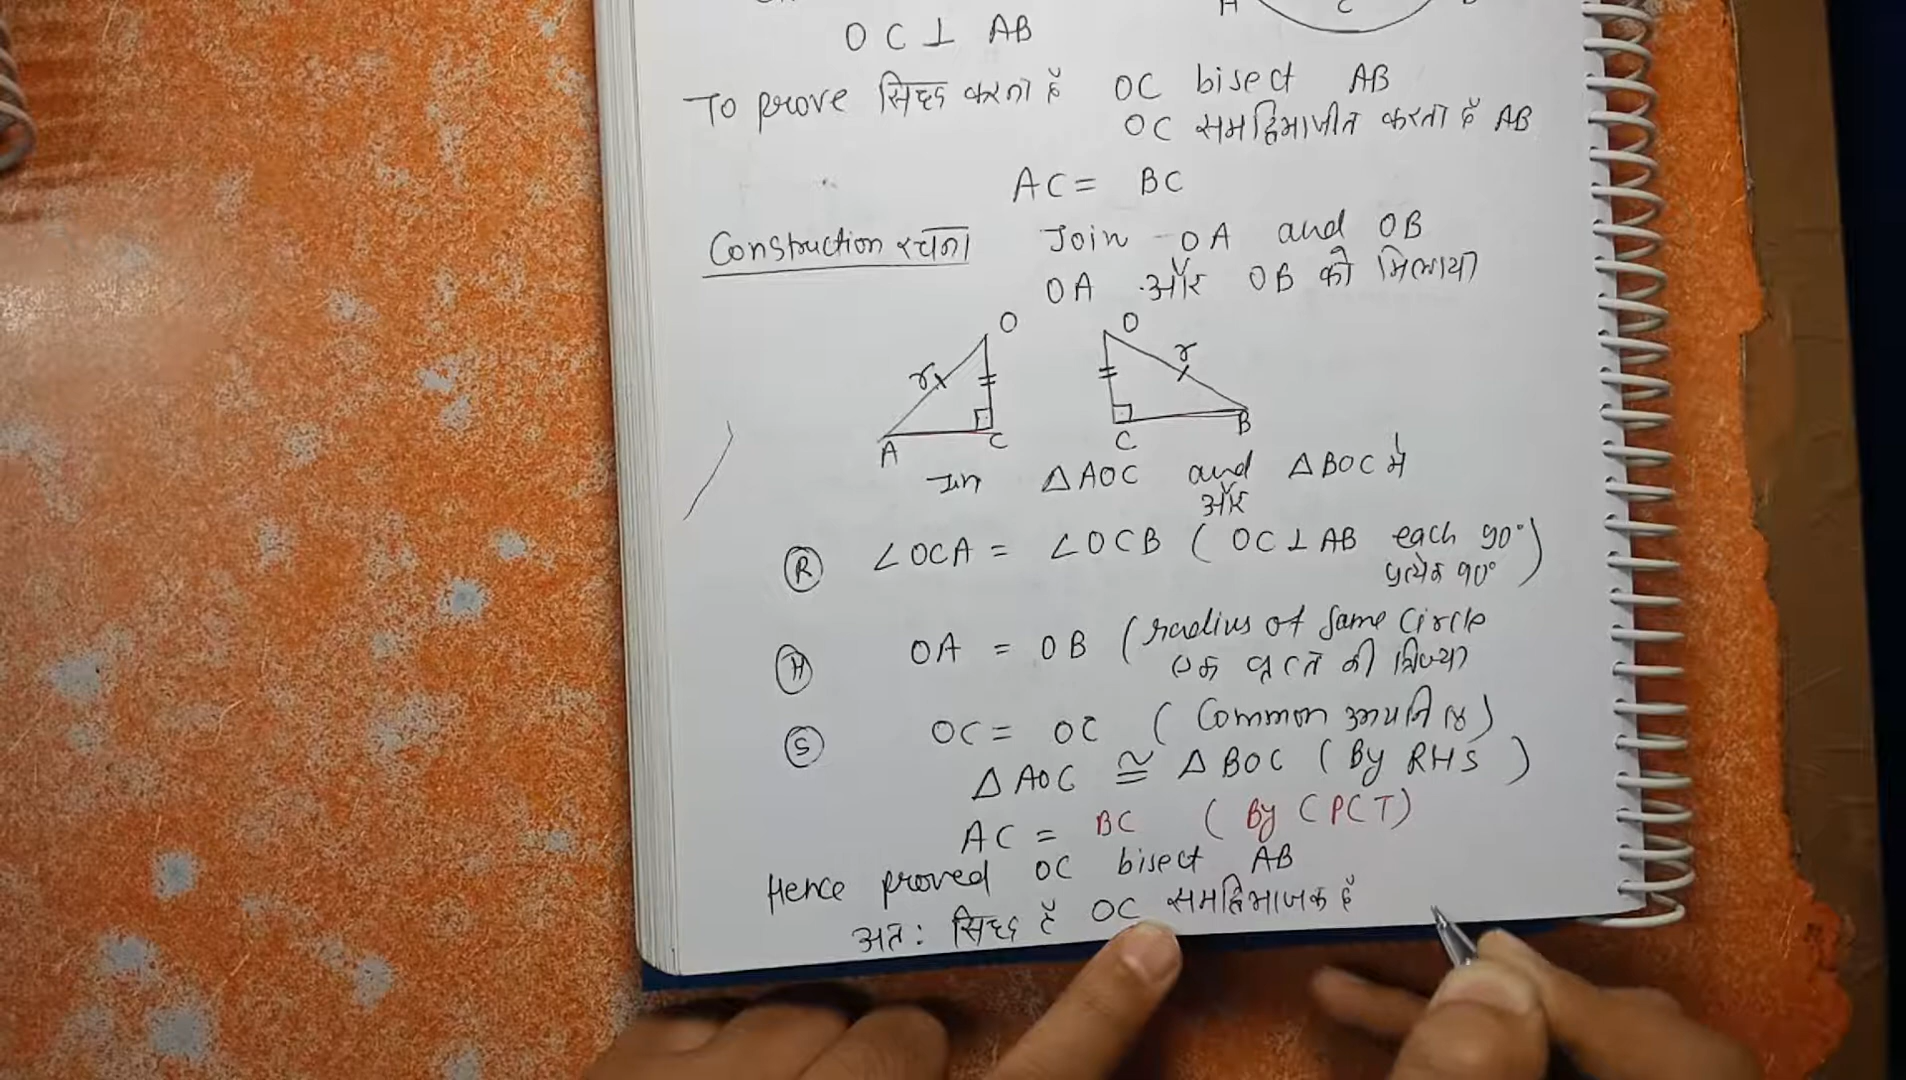 OC ⊥ AB
A C B
To prove सिद्ध करना है OC bisect AB
OC समद्विभाजीत करता है AB
AC = BC
Construction रचना Join OA and OB
OA और OB को मिलाया
O O
r r
A C C B
In △AOC and △BOC में
और
R ∠OCA = ∠OCB ( OC⊥AB each 90°
प्रत्येक 90° )
H OA = OB (radius of same circle
एक वृत्त की त्रिज्या
S OC = OC ( Common उभयनिष्ठ)
△AOC ≅ △BOC (By RHS )
AC = BC (By CPCT)
Hence proved OC bisect AB
अतः सिद्ध है OC समद्विभाजक है